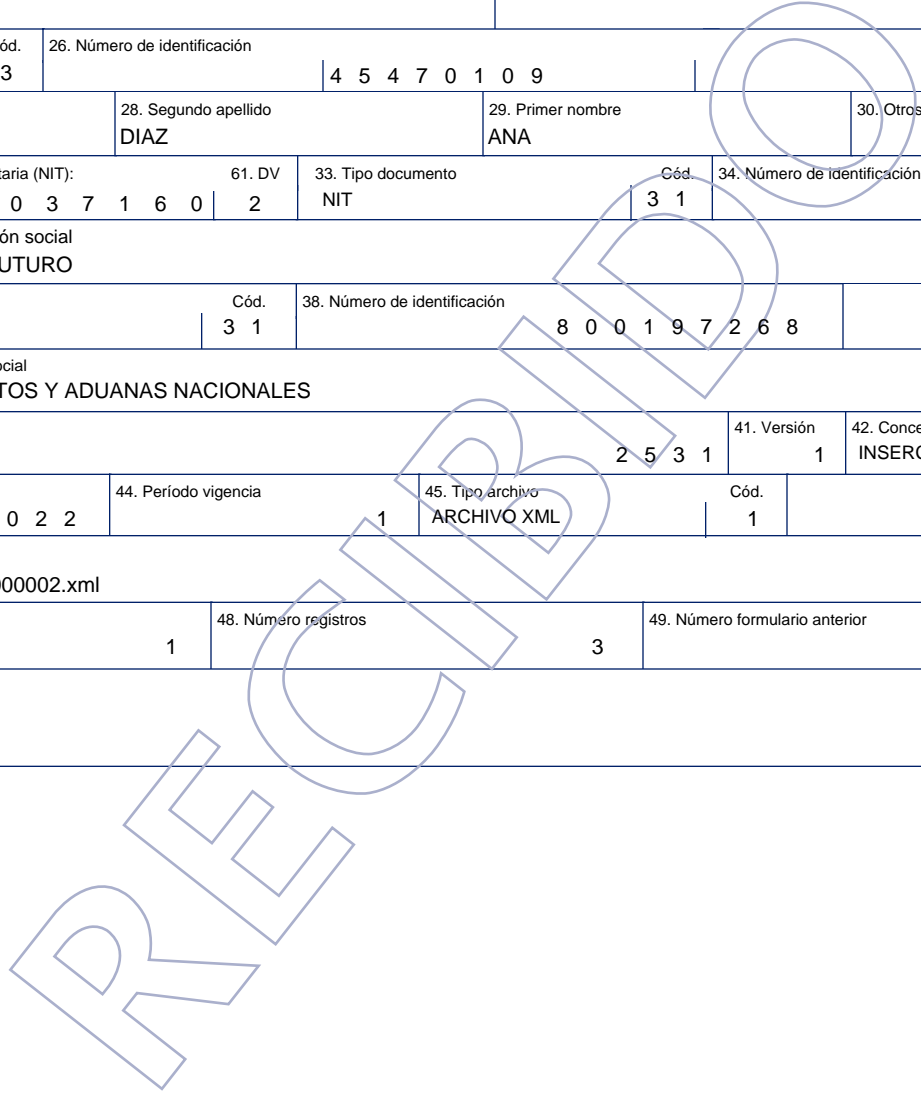 ód. 26. Número de identificación
3 4 5 4 7 0 1 0 9
28. Segundo apellido 29. Primer nombre 30. Otros
DIAZ ANA
taria (NIT): 61. DV 33. Tipo documento Cód. 34. Número de identificación
0 3 7 1 6 0 2 NIT 3 1
ón social
UTURO
Cód. 38. Número de identificación
3 1 8 0 0 1 9 7 2 6 8
ocial
TOS Y ADUANAS NACIONALES
41. Versión 42. Conce
2 5 3 1 1 INSERC
44. Período vigencia 45. Tipo archivo Cód.
0 2 2 1 ARCHIVO XML 1
000002.xml
48. Número registros 49. Número formulario anterior
1 3
RECIBIDO